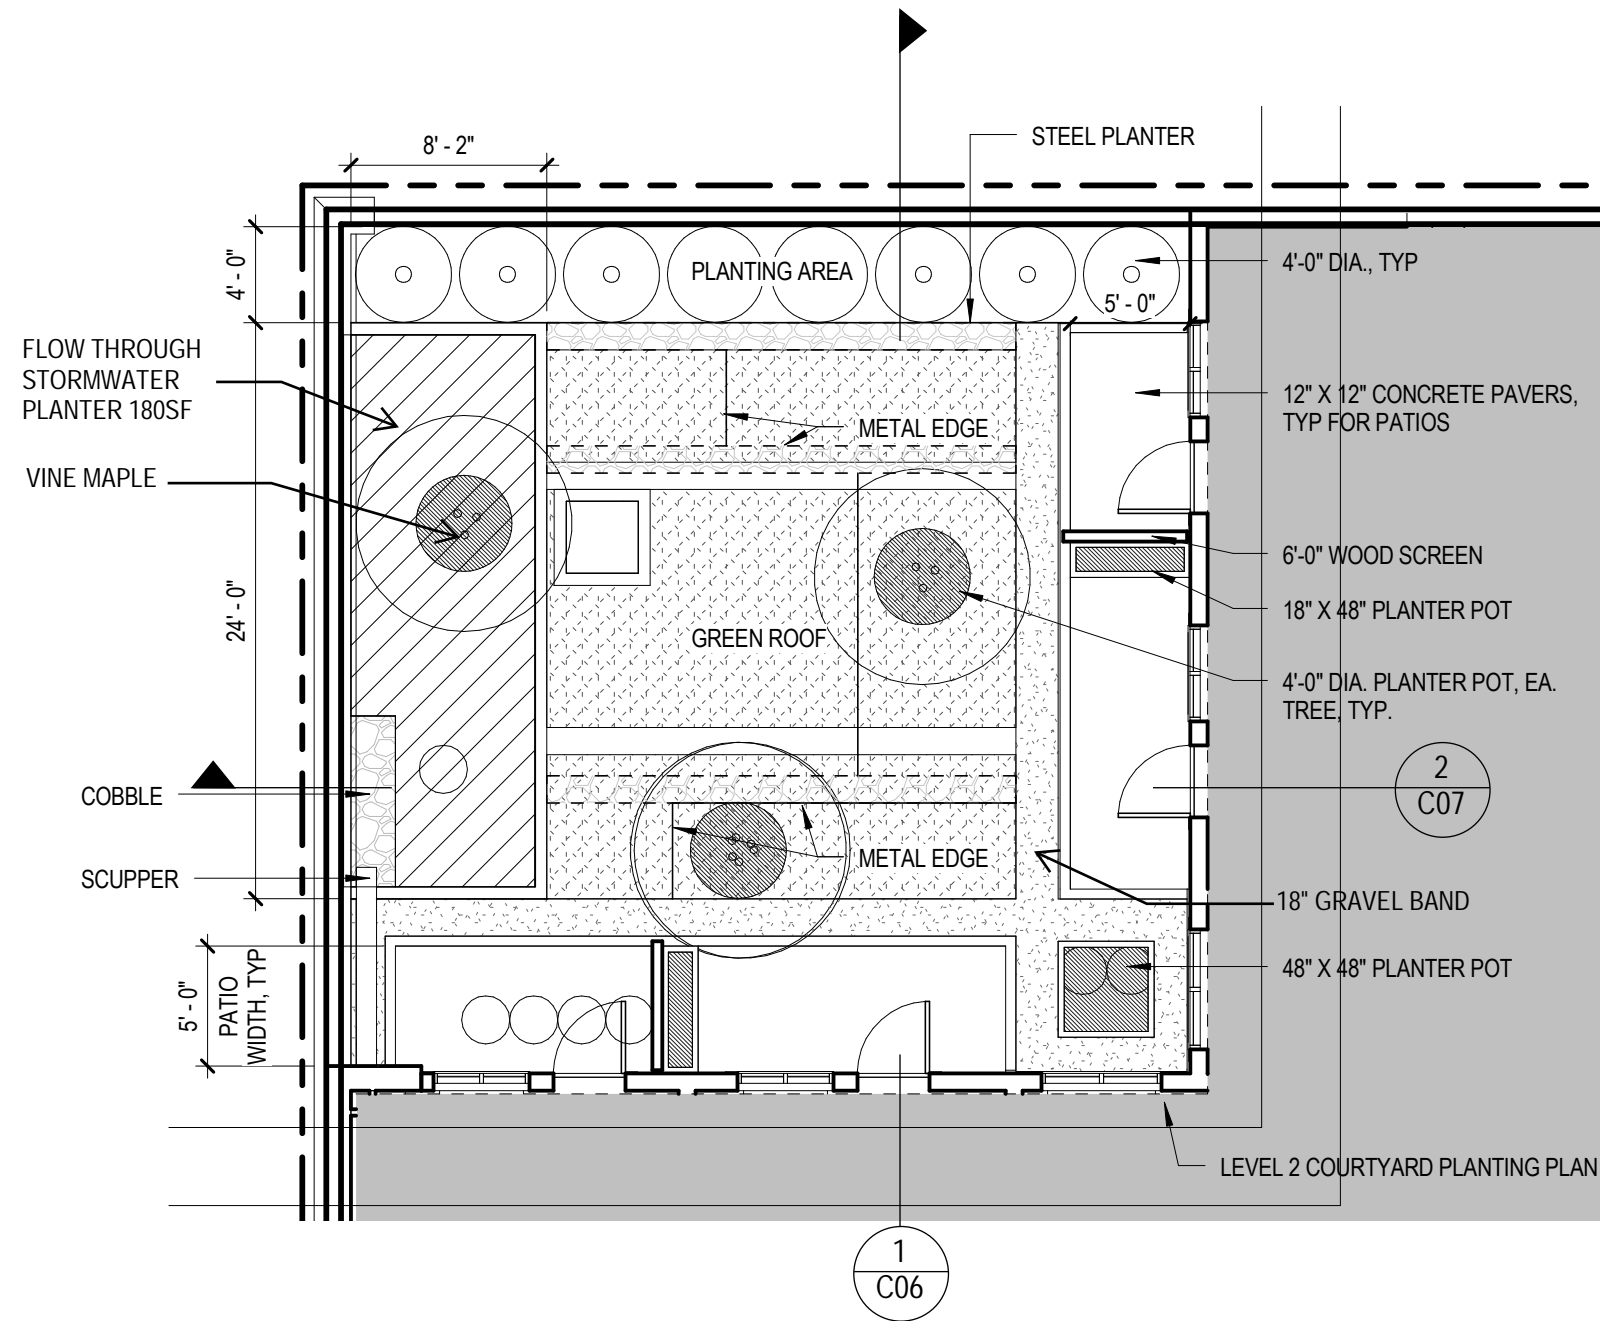 STEEL PLANTER
8' - 2"
4' - 0"
PLANTING AREA
4'-0" DIA., TYP
5' - 0"
FLOW THROUGH
STORMWATER
PLANTER 180SF
12" X 12" CONCRETE PAVERS,
TYP FOR PATIOS
METAL EDGE
VINE MAPLE
6'-0" WOOD SCREEN
18" X 48" PLANTER POT
24' - 0"
GREEN ROOF
4'-0" DIA. PLANTER POT, EA.
TREE, TYP.
2
C07
COBBLE
METAL EDGE
SCUPPER
18" GRAVEL BAND
48" X 48" PLANTER POT
5' - 0"
PATIO
WIDTH, TYP
LEVEL 2 COURTYARD PLANTING PLAN
1
C06